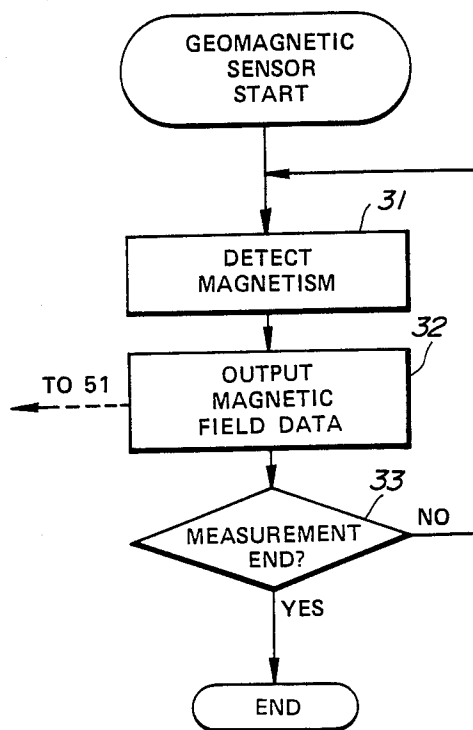 GEOMAGNETIC
SENSOR
START
31
DETECT
MAGNETISM
32
TO 51
OUTPUT
MAGNETIC
FIELD DATA
33
MEASUREMENT
END?
NO
YES
END